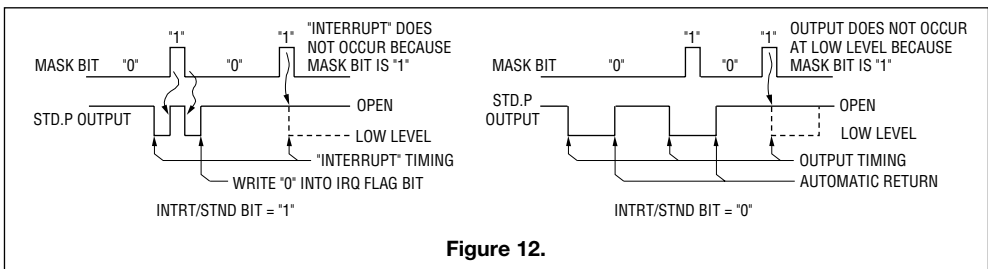 "1"
"1"
"INTERRUPT" DOES
NOT OCCUR BECAUSE
MASK BIT IS "1"
MASK BIT
"0"
"0"
STD.P OUTPUT
OPEN
LOW LEVEL
"INTERRUPT" TIMING
WRITE "0" INTO IRQ FLAG BIT
INTRT/STND BIT = "1"
"1"
"1"
OUTPUT DOES NOT OCCUR
AT LOW LEVEL BECAUSE
MASK BIT IS "1"
MASK BIT
"0"
"0"
STD.P
OUTPUT
OPEN
LOW LEVEL
OUTPUT TIMING
AUTOMATIC RETURN
INTRT/STND BIT = "0"
Figure 12.